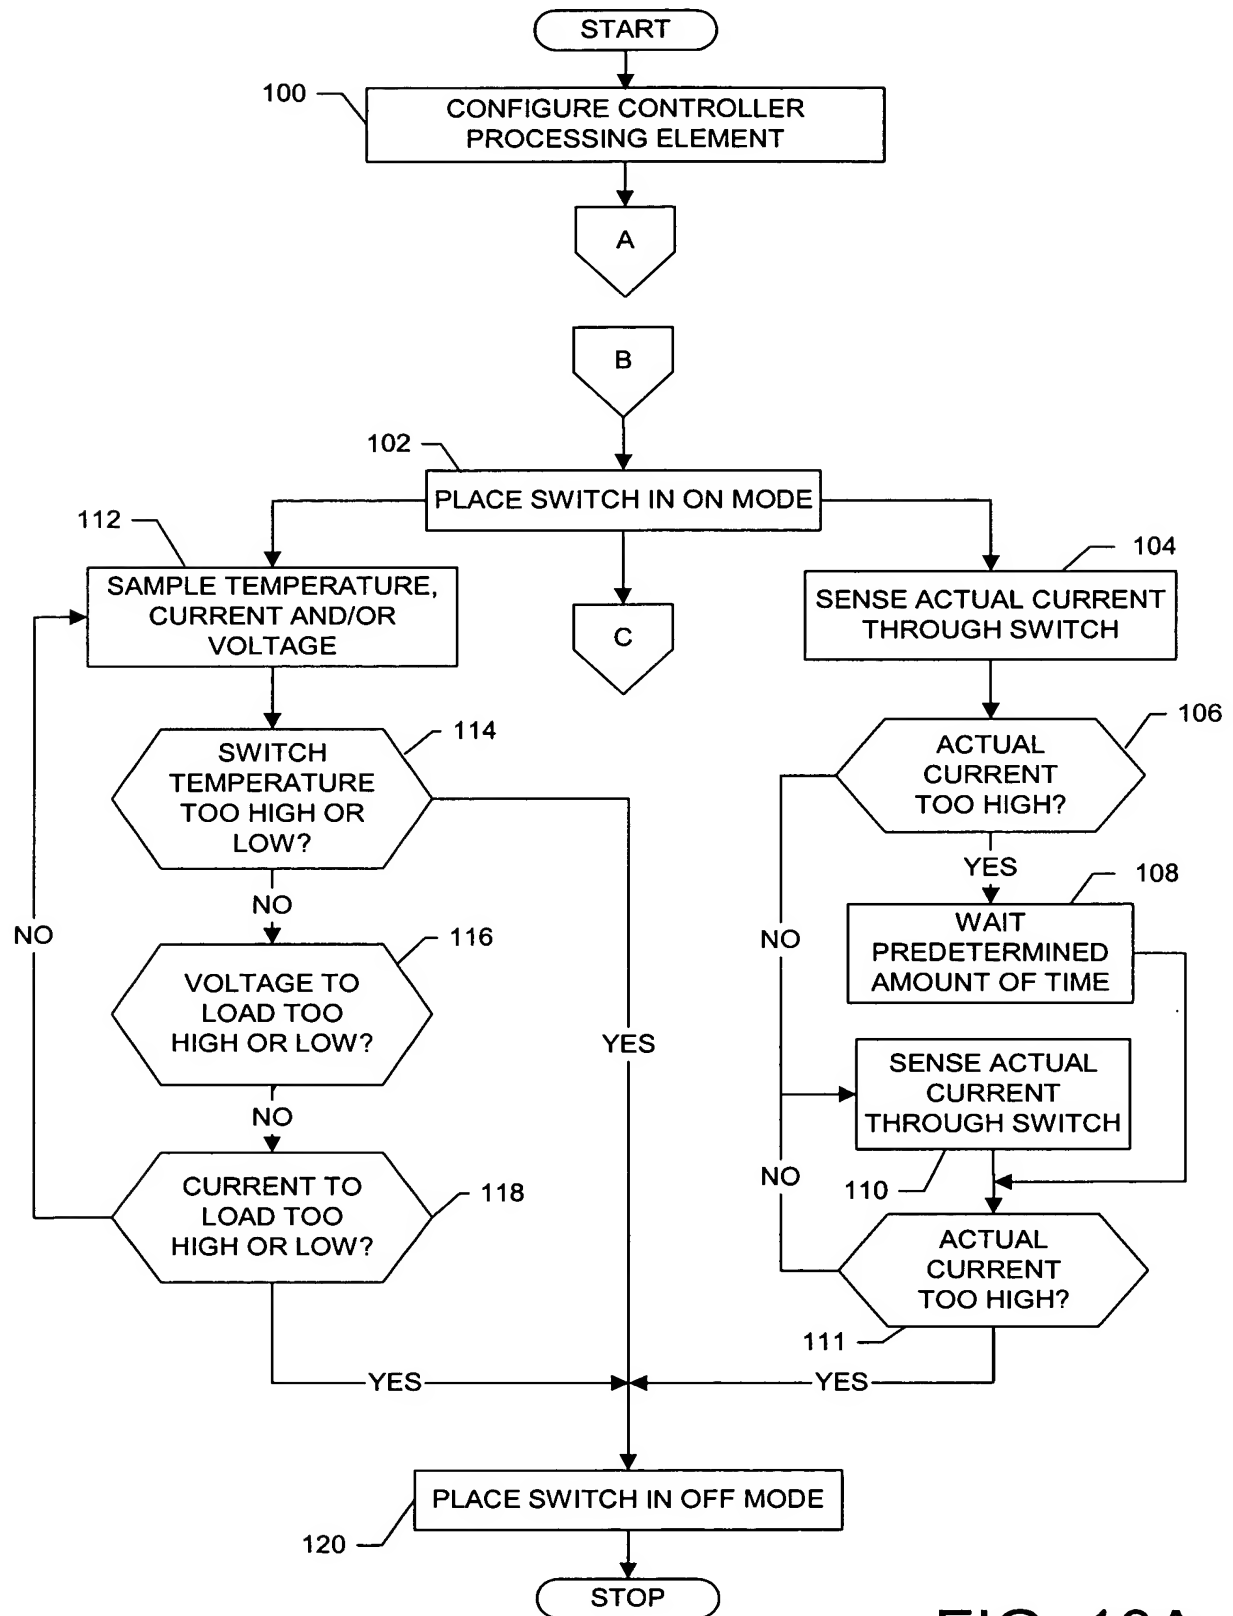 START
100
CONFIGURE CONTROLLER
PROCESSING ELEMENT
A
B
102
PLACE SWITCH IN ON MODE
112
SAMPLE TEMPERATURE,
CURRENT AND/OR
VOLTAGE
C
104
SENSE ACTUAL CURRENT
THROUGH SWITCH
114
SWITCH
TEMPERATURE
TOO HIGH OR
LOW?
106
ACTUAL
CURRENT
TOO HIGH?
YES
108
WAIT
PREDETERMINED
AMOUNT OF TIME
NO
NO
NO
116
VOLTAGE TO
LOAD TOO
HIGH OR LOW?
YES
SENSE ACTUAL
CURRENT
THROUGH SWITCH
110
NO
NO
118
CURRENT TO
LOAD TOO
HIGH OR LOW?
ACTUAL
CURRENT
TOO HIGH?
111
YES
YES
120
PLACE SWITCH IN OFF MODE
STOP